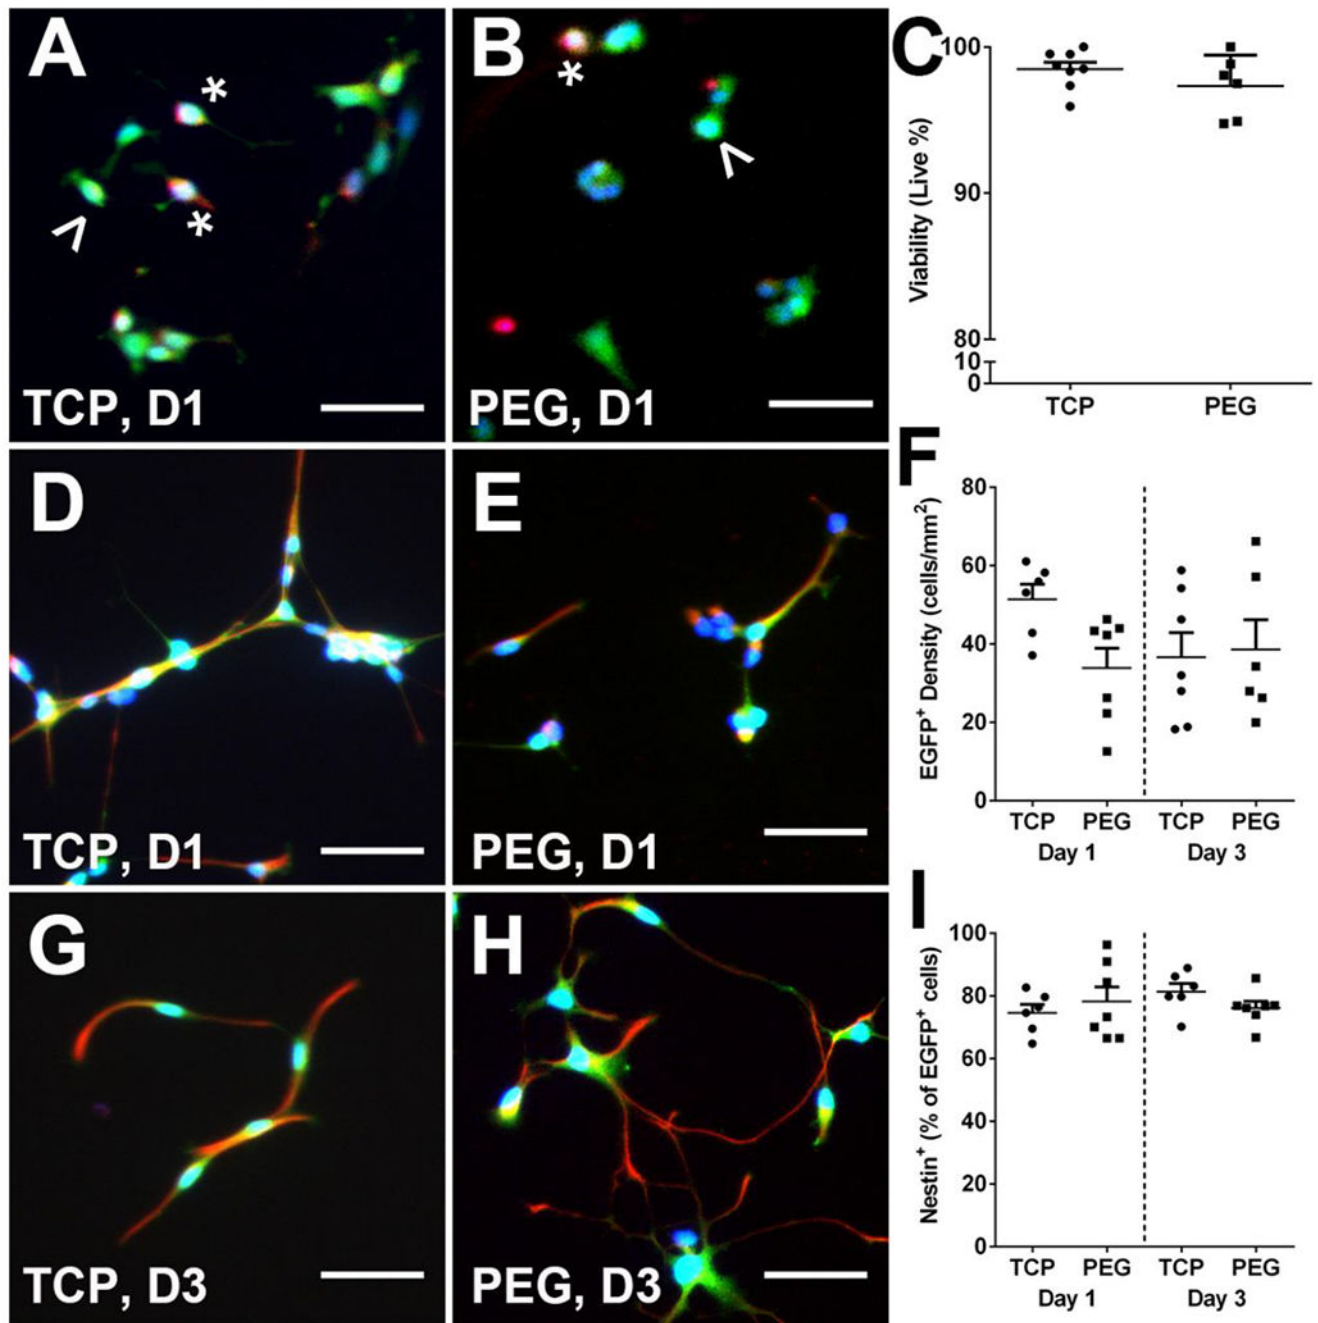 A
*
*
>
TCP, D1
B
*
>
PEG, D1
C
Viability (Live %)
100
90
80
10
0
TCP PEG
D
TCP, D1
E
PEG, D1
F
EGFP⁺ Density (cells/mm²)
80
60
40
20
0
TCP PEG TCP PEG
Day 1 Day 3
G
TCP, D3
H
PEG, D3
I
Nestin⁺ (% of EGFP⁺ cells)
100
80
60
40
20
0
TCP PEG TCP PEG
Day 1 Day 3